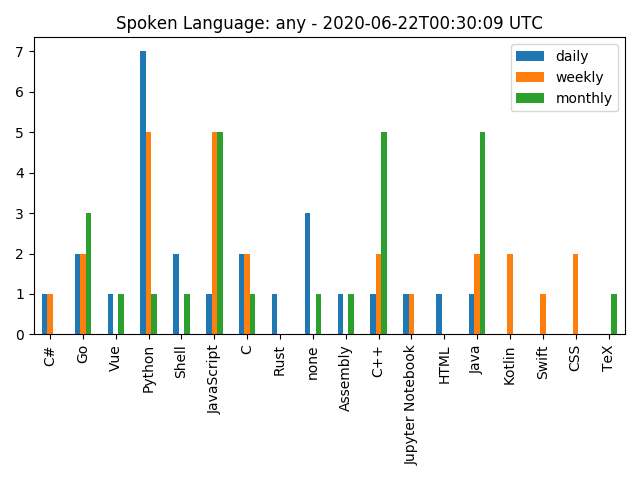 Spoken Language: any - 2020-06-22T00:30:09 UTC
daily
weekly
monthly
7
6
5
4
3
2
1
0
C#
Go
Vue
Python
Shell
JavaScript
C
Rust
none
Assembly
C++
Jupyter Notebook
HTML
Java
Kotlin
Swift
CSS
TeX